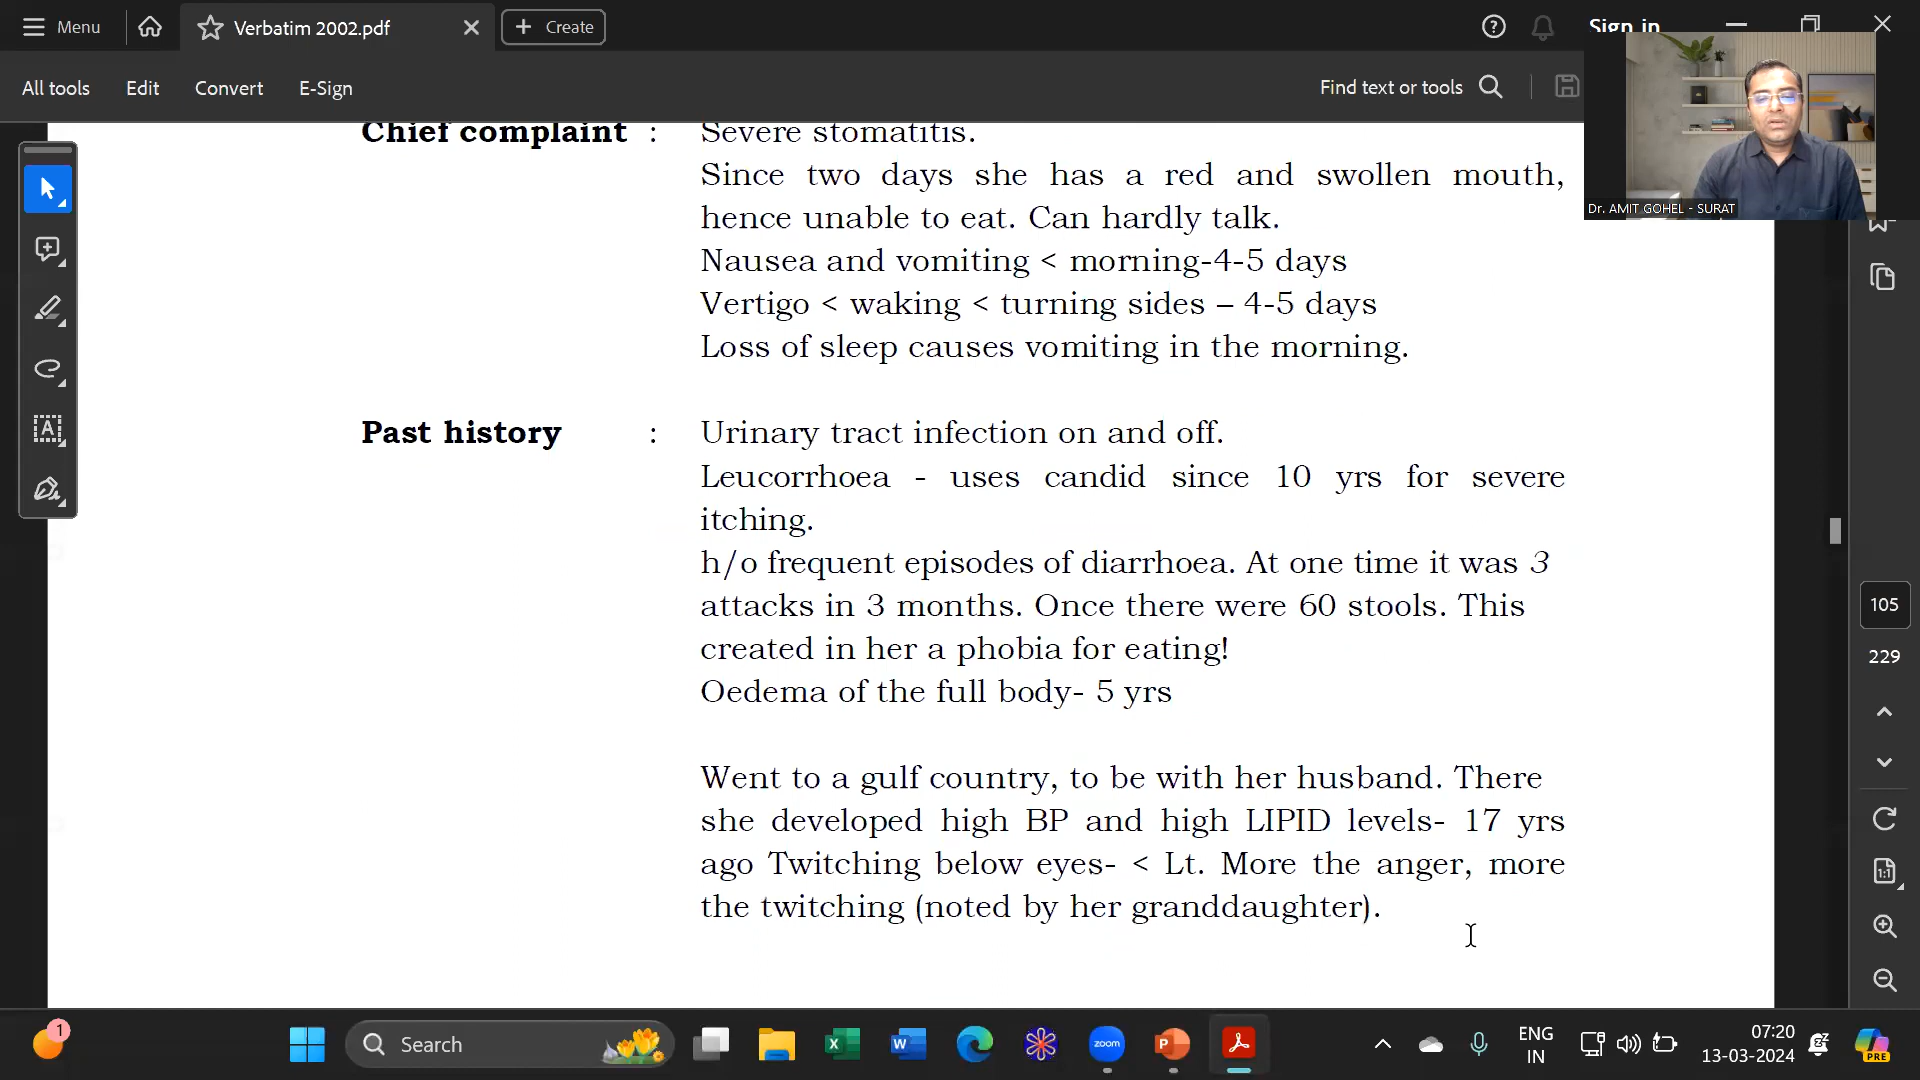 Menu
Verbatim 2002.pdf
Create
Sign in
All tools
Edit
Convert
E-Sign
Find text or tools
Dr. AMIT GOHEL - SURAT
Chief complaint : Severe stomatitis.
Since two days she has a red and swollen mouth,
hence unable to eat. Can hardly talk.
Nausea and vomiting < morning-4-5 days
Vertigo < waking < turning sides – 4-5 days
Loss of sleep causes vomiting in the morning.
Past history : Urinary tract infection on and off.
Leucorrhoea - uses candid since 10 yrs for severe
itching.
h/o frequent episodes of diarrhoea. At one time it was 3
attacks in 3 months. Once there were 60 stools. This
created in her a phobia for eating!
Oedema of the full body- 5 yrs
Went to a gulf country, to be with her husband. There
she developed high BP and high LIPID levels- 17 yrs
ago Twitching below eyes- < Lt. More the anger, more
the twitching (noted by her granddaughter).
105
229
1:1
1
Search
zoom
ENG
IN
07:20
13-03-2024
PRE